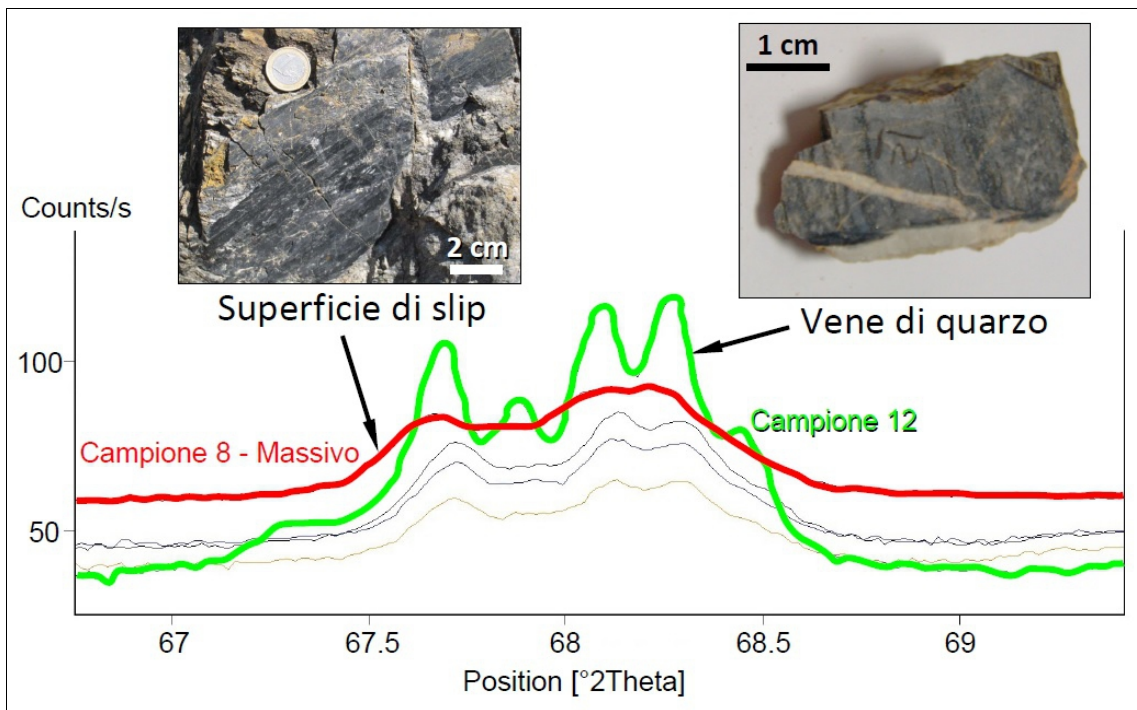 1 cm
2 cm
Counts/s
Superficie di slip
Vene di quarzo
100
Campione 12
Campione 8 - Massivo
50
67
67.5
68
68.5
69
Position [°2Theta]